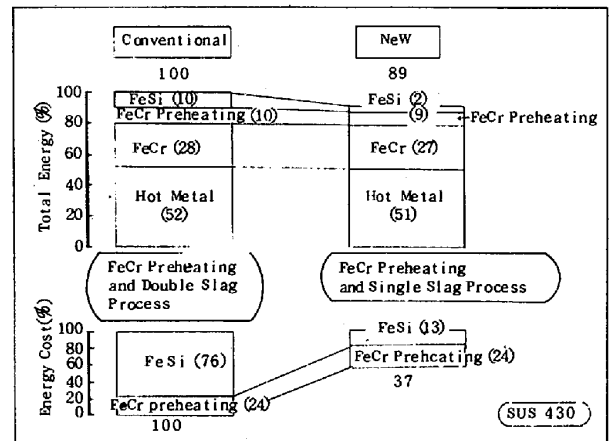 Conventional
NeW
100
89
Total Energy (%)
100
80
60
40
20
0
FeSi (10)
FeCr Preheating (10)
FeCr (28)
Hot Metal
(52)
FeSi (2)
(9)
FeCr Preheating
FeCr (27)
Hot Metal
(51)
FeCr Preheating
and Double Slag
Process
FeCr Preheating
and Single Slag Process
Energy Cost (%)
100
80
60
40
20
0
FeSi (76)
FeCr preheating (24)
100
FeSi (13)
FeCr Prehcating (24)
37
SUS 430